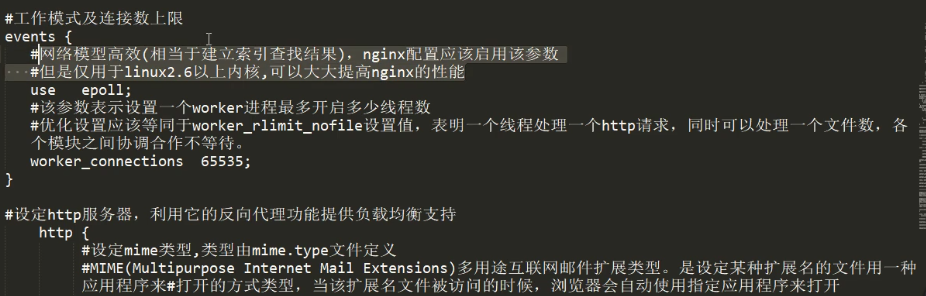 #工作模式及连接数上限
events {
#网络模型高效(相当于建立索引查找结果)，nginx配置应该启用该参数
#但是仅用于linux2.6以上内核,可以大大提高nginx的性能
use   epoll;
#该参数表示设置一个worker进程最多开启多少线程数
#优化设置应该等同于worker_rlimit_nofile设置值，表明一个线程处理一个http请求，同时可以处理一个文件数，各
个模块之间协调合作不等待。
worker_connections  65535;
}
#设定http服务器，利用它的反向代理功能提供负载均衡支持
http {
#设定mime类型,类型由mime.type文件定义
#MIME(Multipurpose Internet Mail Extensions)多用途互联网邮件扩展类型。是设定某种扩展名的文件用一种
应用程序来#打开的方式类型，当该扩展名文件被访问的时候，浏览器会自动使用指定应用程序来打开